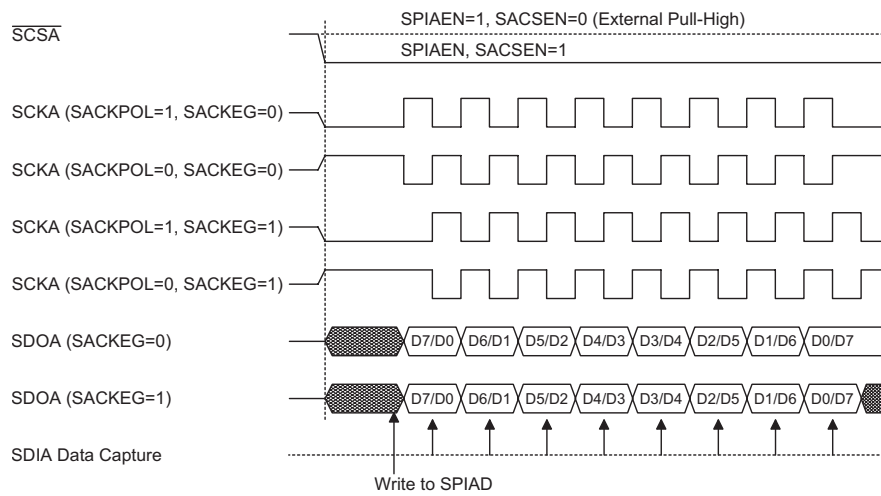 SPIAEN=1, SACSEN=0 (External Pull-High)
SCSA
SPIAEN, SACSEN=1
SCKA (SACKPOL=1, SACKEG=0)
SCKA (SACKPOL=0, SACKEG=0)
SCKA (SACKPOL=1, SACKEG=1)
SCKA (SACKPOL=0, SACKEG=1)
SDOA (SACKEG=0) D7/D0 D6/D1 D5/D2 D4/D3 D3/D4 D2/D5 D1/D6 D0/D7
SDOA (SACKEG=1) D7/D0 D6/D1 D5/D2 D4/D3 D3/D4 D2/D5 D1/D6 D0/D7
SDIA Data Capture
Write to SPIAD